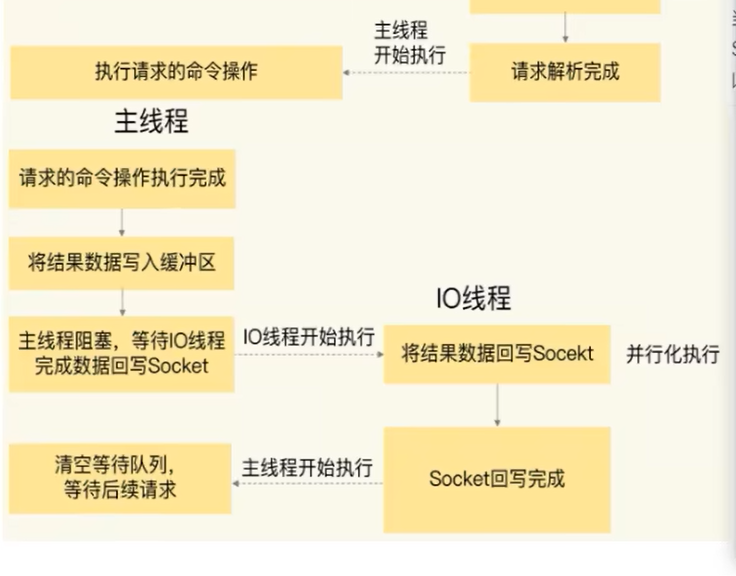 主线程
开始执行
执行请求的命令操作
请求解析完成
主线程
请求的命令操作执行完成
将结果数据写入缓冲区
IO线程
主线程阻塞，等待IO线程
完成数据回写Socket
IO线程开始执行
将结果数据回写Socekt
并行化执行
清空等待队列，
等待后续请求
主线程开始执行
Socket回写完成